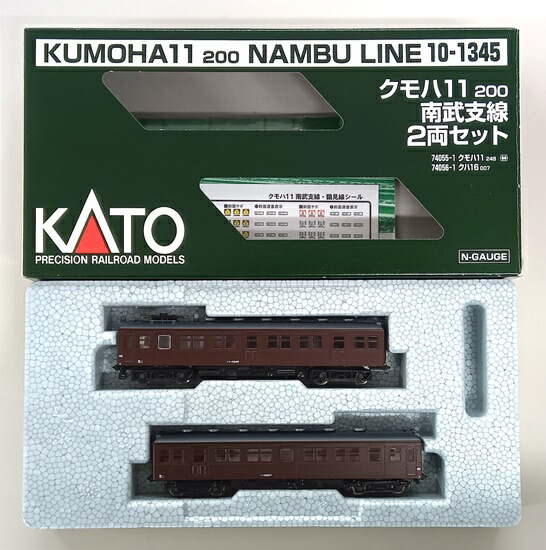 KUMOHA11 200 NAMBU LINE 10-1345
クモハ11 200
南武支線
2両セット
74055-1 クモハ11 248 M
74056-1 クハ16 007
クモハ11 南武支線・鶴見線シール
KATO
PRECISION RAILROAD MODELS
N-GAUGE